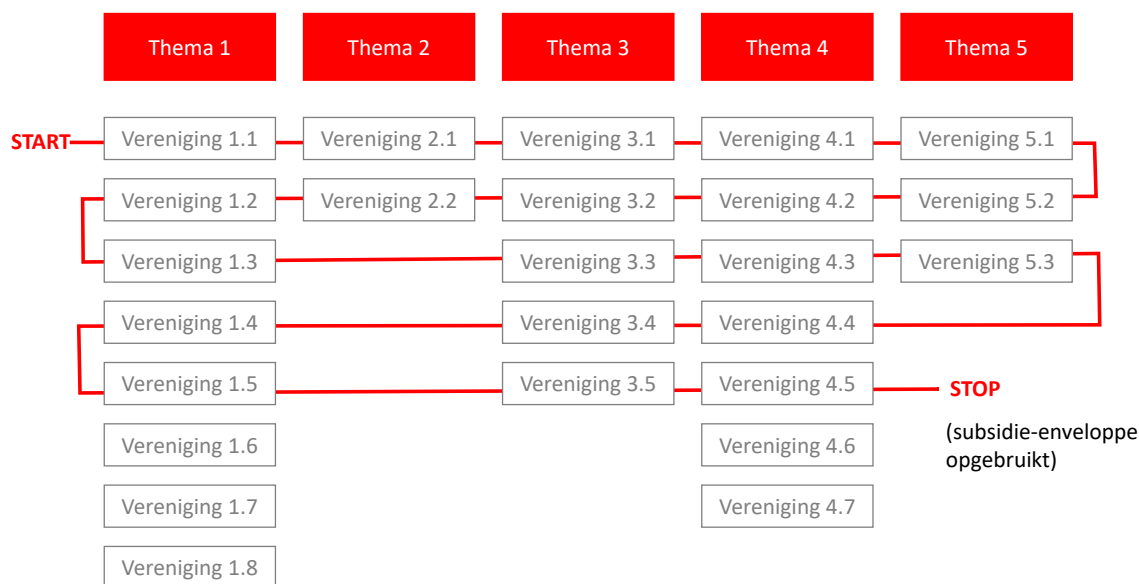 Thema 1
Thema 2
Thema 3
Thema 4
Thema 5
START
Vereniging 1.1
Vereniging 2.1
Vereniging 3.1
Vereniging 4.1
Vereniging 5.1
Vereniging 1.2
Vereniging 2.2
Vereniging 3.2
Vereniging 4.2
Vereniging 5.2
Vereniging 1.3
Vereniging 3.3
Vereniging 4.3
Vereniging 5.3
Vereniging 1.4
Vereniging 3.4
Vereniging 4.4
Vereniging 1.5
Vereniging 3.5
Vereniging 4.5
STOP
(subsidie-enveloppe
opgebruikt)
Vereniging 1.6
Vereniging 4.6
Vereniging 1.7
Vereniging 4.7
Vereniging 1.8